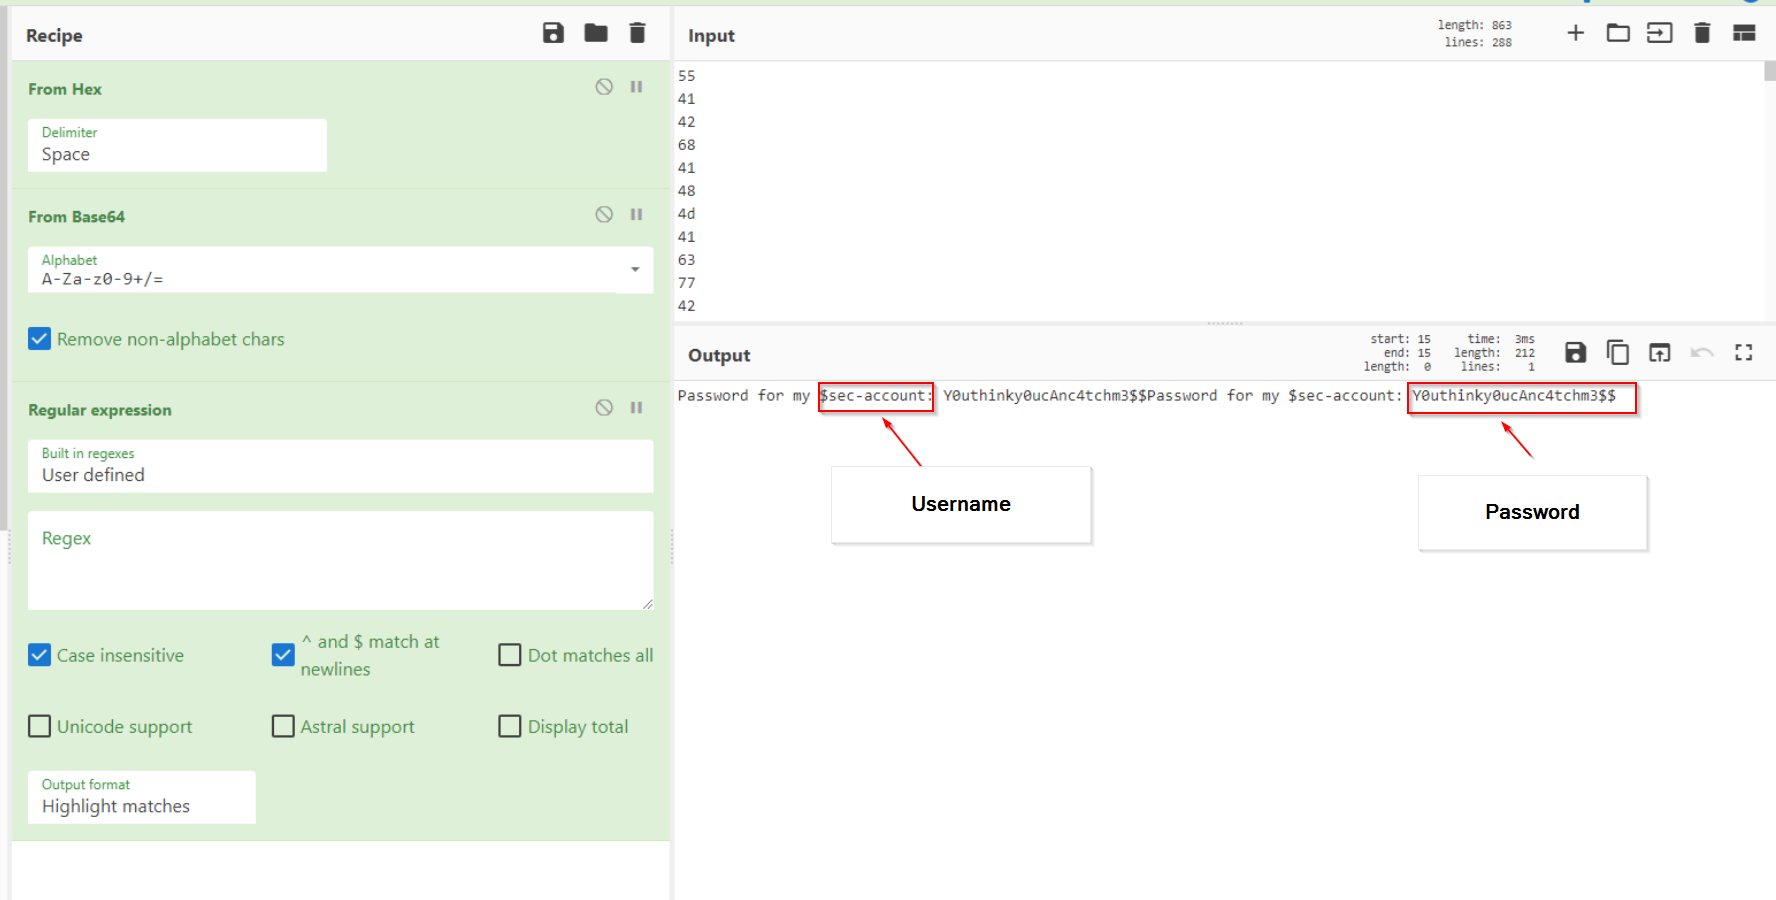 Recipe
From Hex
Delimiter
Space
From Base64
Alphabet
A-Za-z0-9+/=
Remove non-alphabet chars
Regular expression
Built in regexes
User defined
Regex
Case insensitive
^ and $ match at
newlines
Dot matches all
Unicode support
Astral support
Display total
Output format
Highlight matches
Input
length: 863
lines: 288
55
41
42
68
41
48
4d
41
63
77
42
Output
start: 15
end: 15
length: 0
time: 3ms
length: 212
lines: 1
Password for my $sec-account: Y0uthinky0ucAnc4tchm3$$Password for my $sec-account: Y0uthinky0ucAnc4tchm3$$
Username
Password